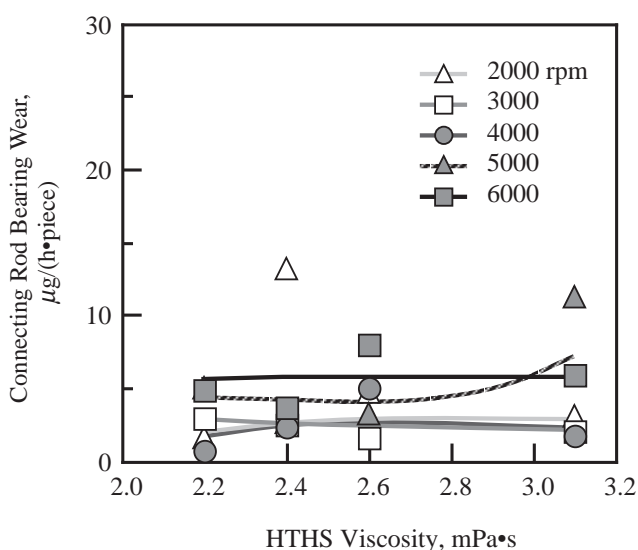 Connecting Rod Bearing Wear,
µg/(h•piece)
30
20
10
0
2000 rpm
3000
4000
5000
6000
2.0 2.2 2.4 2.6 2.8 3.0 3.2
HTHS Viscosity, mPa•s